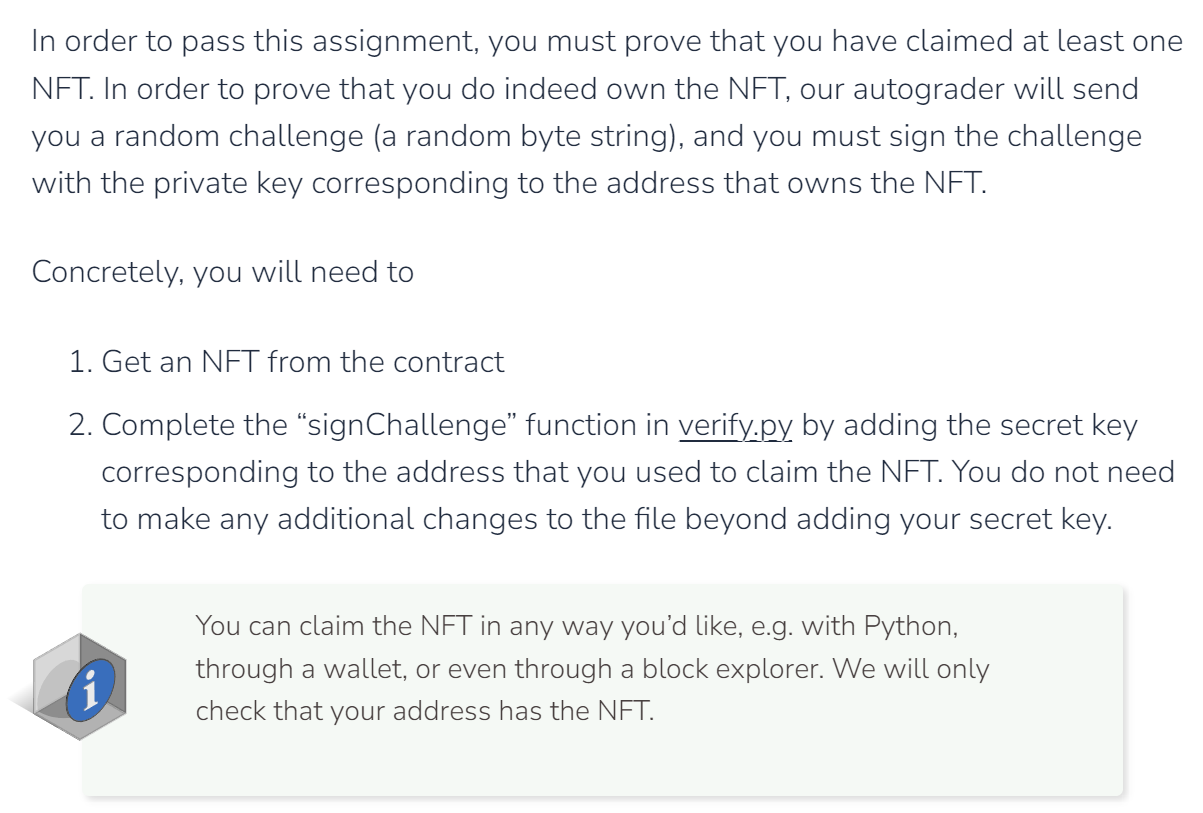 In order to pass this assignment, you must prove that you have claimed at least one
NFT. In order to prove that you do indeed own the NFT, our autograder will send
you a random challenge (a random byte string), and you must sign the challenge
with the private key corresponding to the address that owns the NFT.
Concretely, you will need to
1. Get an NFT from the contract
2. Complete the “signChallenge” function in verify.py by adding the secret key
corresponding to the address that you used to claim the NFT. You do not need
to make any additional changes to the file beyond adding your secret key.
You can claim the NFT in any way you’d like, e.g. with Python,
through a wallet, or even through a block explorer. We will only
check that your address has the NFT.